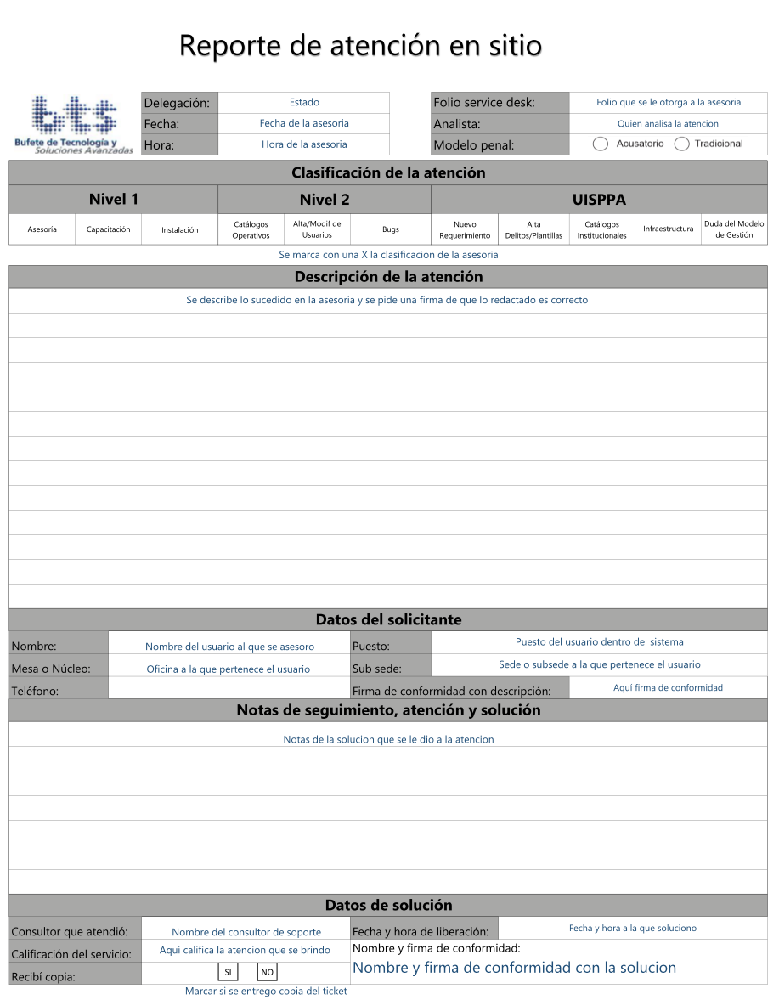 Reporte de atención en sitio
bts
Bufete de Tecnología y
Soluciones Avanzadas
Delegación: Estado
Fecha: Fecha de la asesoria
Hora: Hora de la asesoria
Folio service desk: Folio que se le otorga a la asesoria
Analista: Quien analisa la atencion
Modelo penal: Acusatorio Tradicional
Clasificación de la atención
Nivel 1 Nivel 2 UISPPA
Asesoría
Capacitación
Instalación
Catálogos
Operativos
Alta/Modif de
Usuarios
Bugs
Nuevo
Requerimiento
Alta
Delitos/Plantillas
Catálogos
Institucionales
Infraestructura
Duda del Modelo
de Gestión
Se marca con una X la clasificacion de la asesoria
Descripción de la atención
Se describe lo sucedido en la asesoria y se pide una firma de que lo redactado es correcto
Datos del solicitante
Nombre: Nombre del usuario al que se asesoro Puesto: Puesto del usuario dentro del sistema
Mesa o Núcleo: Oficina a la que pertenece el usuario Sub sede: Sede o subsede a la que pertenece el usuario
Teléfono: Firma de conformidad con descripción: Aquí firma de conformidad
Notas de seguimiento, atención y solución
Notas de la solucion que se le dio a la atencion
Datos de solución
Consultor que atendió: Nombre del consultor de soporte Fecha y hora de liberación: Fecha y hora a la que soluciono
Calificación del servicio: Aquí califica la atencion que se brindo Nombre y firma de conformidad:
Recibí copia: SI NO Nombre y firma de conformidad con la solucion
Marcar si se entrego copia del ticket